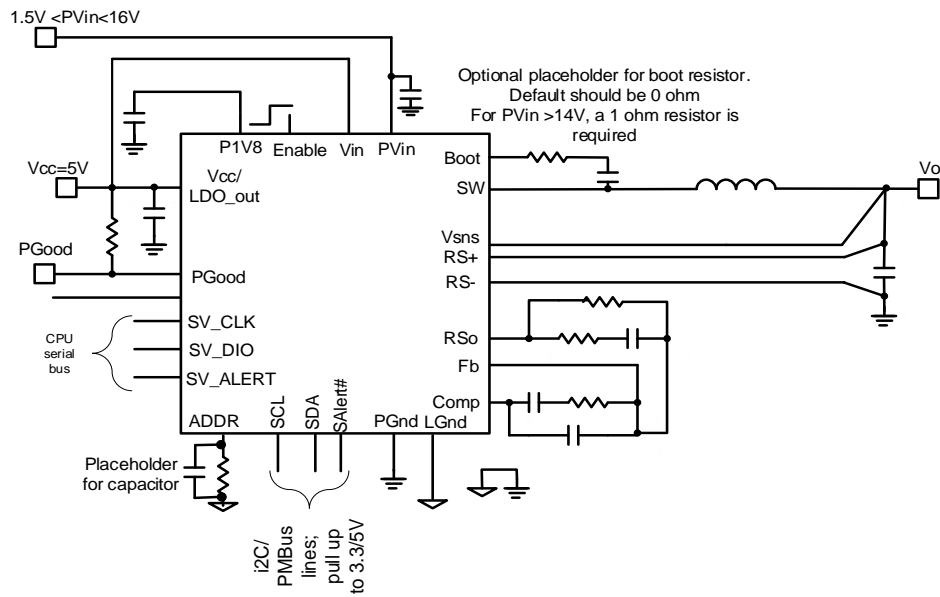 1.5V <PVin<16V
Optional placeholder for boot resistor.
Default should be 0 ohm
For PVin >14V, a 1 ohm resistor is
required
P1V8
Enable
Vin
PVin
Boot
Vcc=5V
Vcc/
LDO_out
SW
Vo
Vsns
RS+
PGood
PGood
RS-
SV_CLK
CPU
serial
bus
SV_DIO
SV_ALERT
RSo
Fb
Comp
ADDR
SCL
SDA
SAlert#
PGnd
LGnd
Placeholder
for capacitor
i2C/
PMBus
lines;
pull up
to 3.3/5V